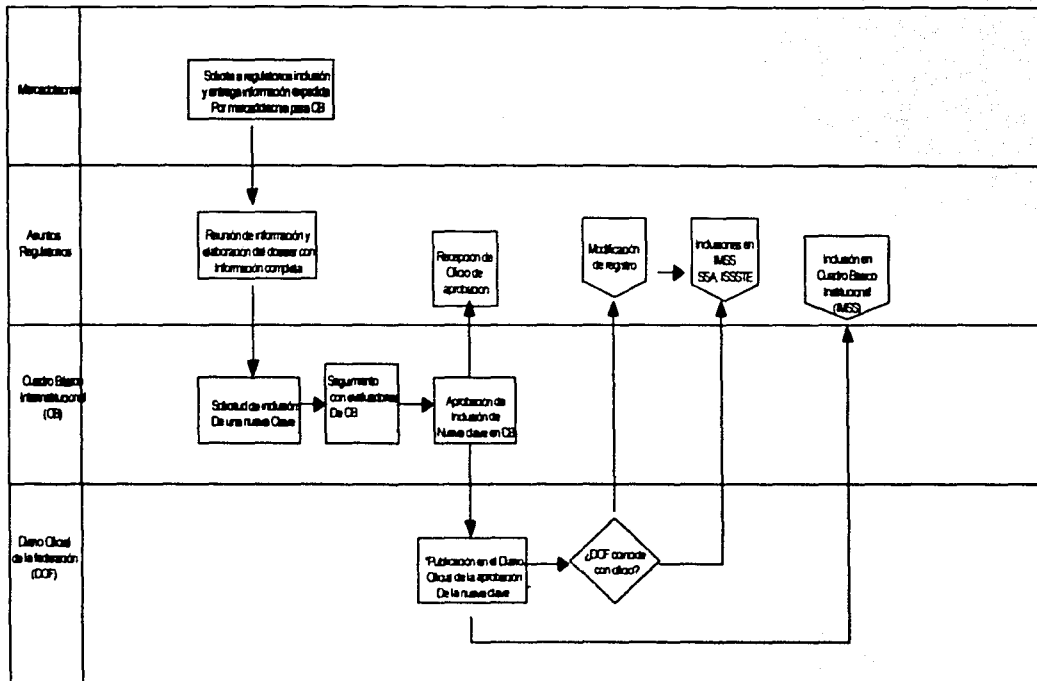 Mercadotecnia
Solicita a regulatorios inclusión
y entrega información expedida
Por mercadotecnia para CB
Asuntos
Regulatorios
Reunión de información y
elaboración del dossier con
Información completa
Recepción de
Oficio de
aprobación
Modificación
de registro
Inclusiones en
IMSS
SSA, ISSSTE
Inclusión en
Cuadro Básico
Institucional
(IMSS)
Cuadro Básico
Interinstitucional
(CB)
Solicitud de inclusión
De una nueva Clave
Seguimiento
con evaluadores
De CB
Aprobación de
Inclusión de
Nueva clave en CB
Diario Oficial
de la federación
(DOF)
*Publicación en el Diario
Oficial de la aprobación
De la nueva clave
¿DOF coincide
con oficio?